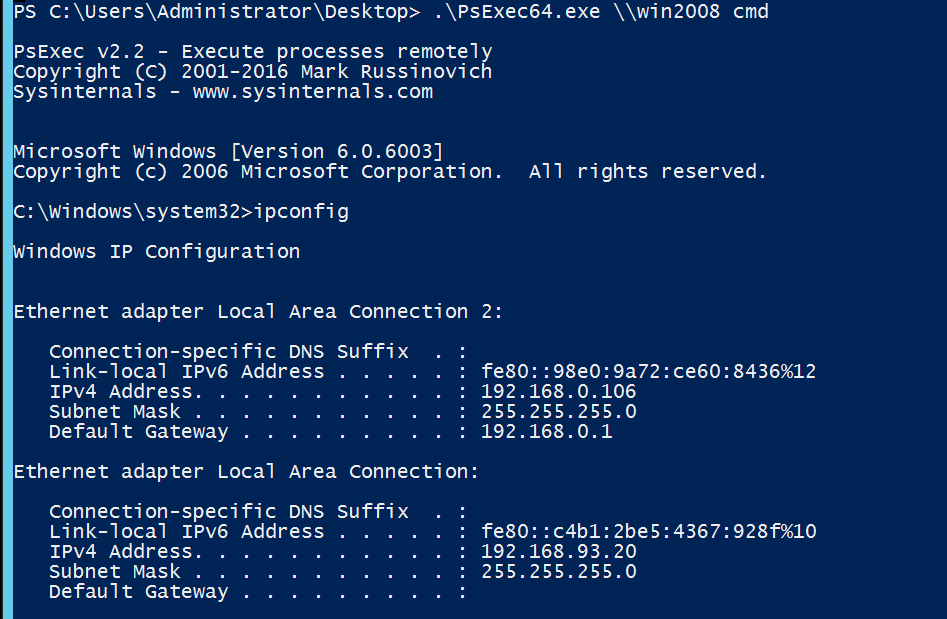 PS C:\Users\Administrator\Desktop> .\PsExec64.exe \\win2008 cmd
PsExec v2.2 - Execute processes remotely
Copyright (C) 2001-2016 Mark Russinovich
Sysinternals - www.sysinternals.com
Microsoft Windows [Version 6.0.6003]
Copyright (c) 2006 Microsoft Corporation.  All rights reserved.
C:\Windows\system32>ipconfig
Windows IP Configuration
Ethernet adapter Local Area Connection 2:
   Connection-specific DNS Suffix  . :
   Link-local IPv6 Address . . . . . : fe80::98e0:9a72:ce60:8436%12
   IPv4 Address. . . . . . . . . . . : 192.168.0.106
   Subnet Mask . . . . . . . . . . . : 255.255.255.0
   Default Gateway . . . . . . . . . : 192.168.0.1
Ethernet adapter Local Area Connection:
   Connection-specific DNS Suffix  . :
   Link-local IPv6 Address . . . . . : fe80::c4b1:2be5:4367:928f%10
   IPv4 Address. . . . . . . . . . . : 192.168.93.20
   Subnet Mask . . . . . . . . . . . : 255.255.255.0
   Default Gateway . . . . . . . . . :